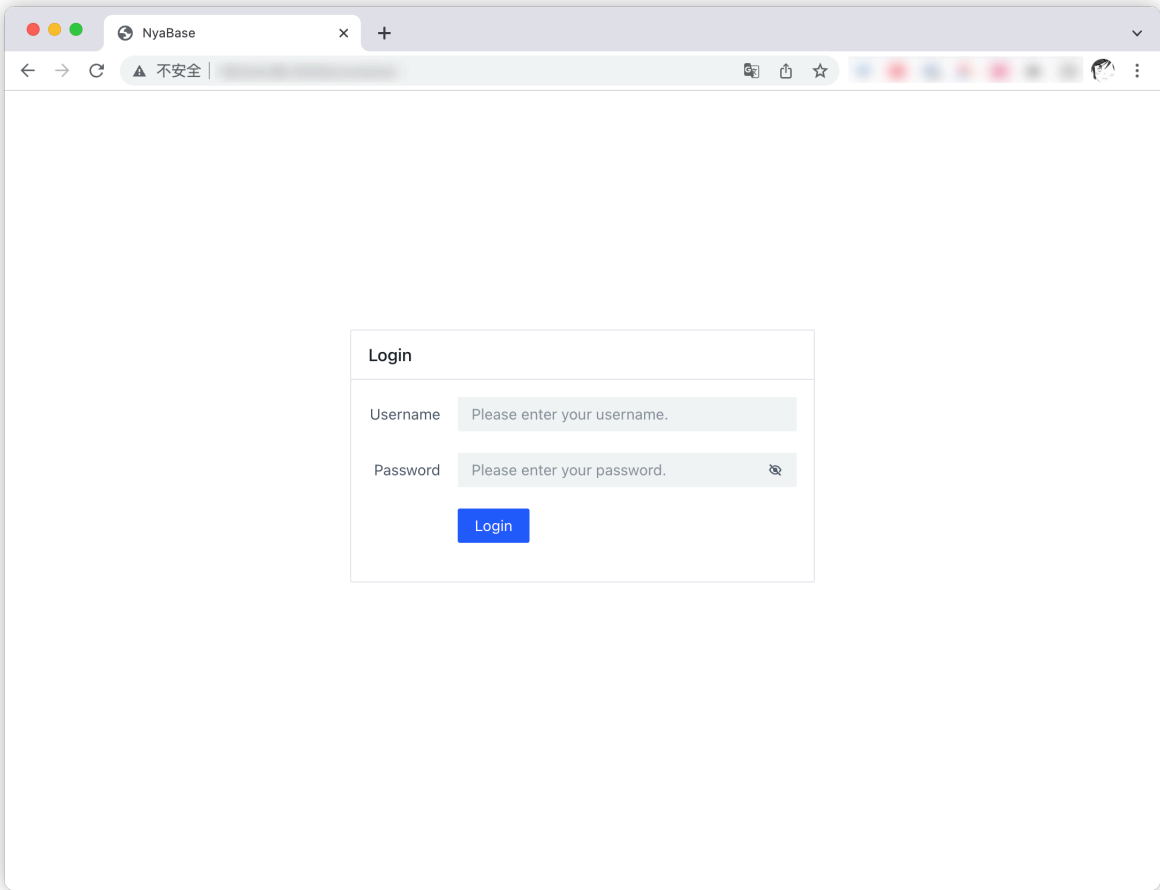 NyaBase
不安全
Login
Username Please enter your username.
Password Please enter your password.
Login